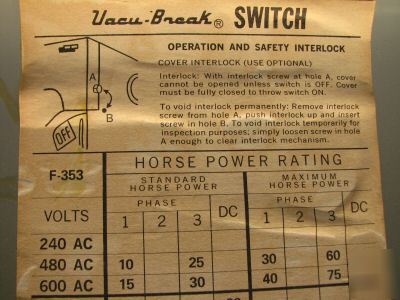 Vacu-Break® SWITCH
OPERATION AND SAFETY INTERLOCK
COVER INTERLOCK (USE OPTIONAL)
Interlock: With interlock screw at hole A, cover
cannot be opened unless switch is OFF. Cover
must be fully closed to throw switch ON.
To void interlock permanently: Remove interlock
screw from hole A, push interlock up and insert
screw in hole B. To void interlock temporarily for
inspection purposes; simply loosen screw in hole
A enough to clear interlock mechanism.
A
B
OFF
F-353
HORSE POWER RATING
STANDARD HORSE POWER
MAXIMUM HORSE POWER
VOLTS
PHASE
DC
PHASE
DC
1 2 3
1 2 3
240 AC
480 AC 10 25 30 60
600 AC 15 30 40 75